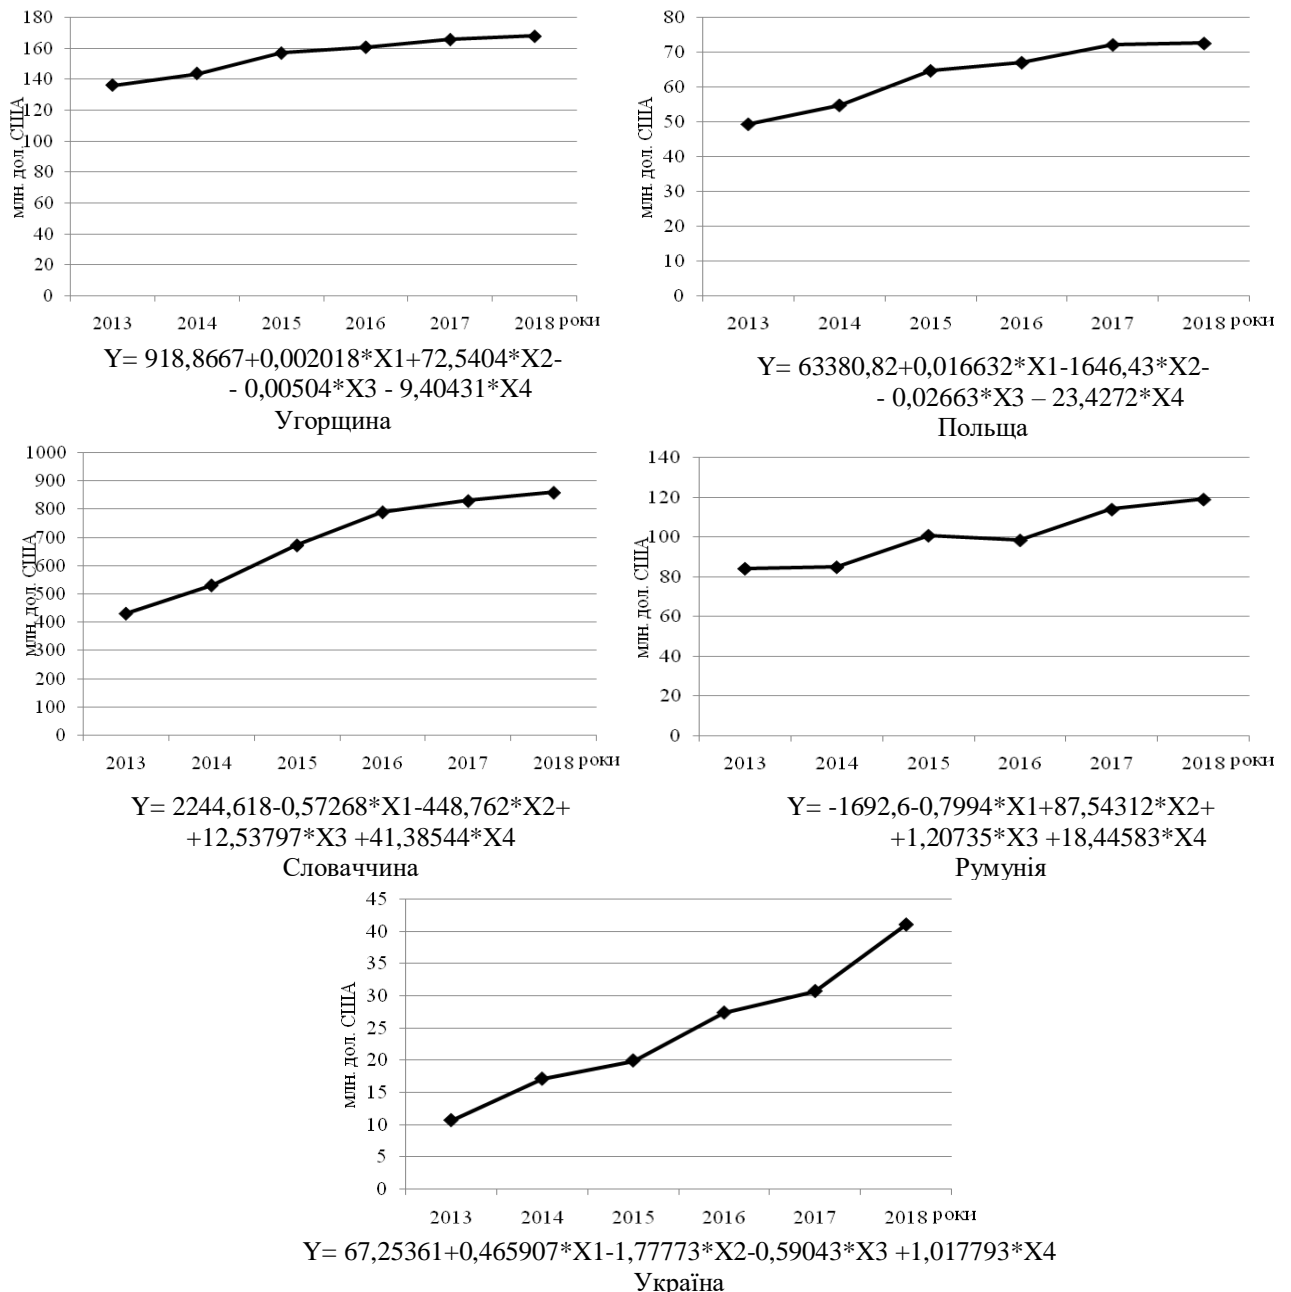 180
160
140
120
100
80
60
40
20
0
млн. дол. США
2013 2014 2015 2016 2017 2018 роки
Y= 918,8667+0,002018*X1+72,5404*X2-
- 0,00504*X3 - 9,40431*X4
Угорщина
80
70
60
50
40
30
20
10
0
млн. дол. США
2013 2014 2015 2016 2017 2018 роки
Y= 63380,82+0,016632*X1-1646,43*X2-
- 0,02663*X3 – 23,4272*X4
Польща
1000
900
800
700
600
500
400
300
200
100
0
млн. дол. США
2013 2014 2015 2016 2017 2018 роки
Y= 2244,618-0,57268*X1-448,762*X2+
+12,53797*X3 +41,38544*X4
Словаччина
140
120
100
80
60
40
20
0
млн. дол. США
2013 2014 2015 2016 2017 2018 роки
Y= -1692,6-0,7994*X1+87,54312*X2+
+1,20735*X3 +18,44583*X4
Румунія
45
40
35
30
25
20
15
10
5
0
млн. дол. США
2013 2014 2015 2016 2017 2018 роки
Y= 67,25361+0,465907*X1-1,77773*X2-0,59043*X3 +1,017793*X4
Україна